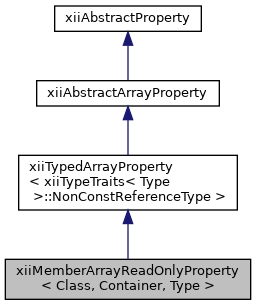 xiiAbstractProperty
xiiAbstractArrayProperty
xiiTypedArrayProperty
< xiiTypeTraits< Type
>::NonConstReferenceType >
xiiMemberArrayReadOnlyProperty
< Class, Container, Type >